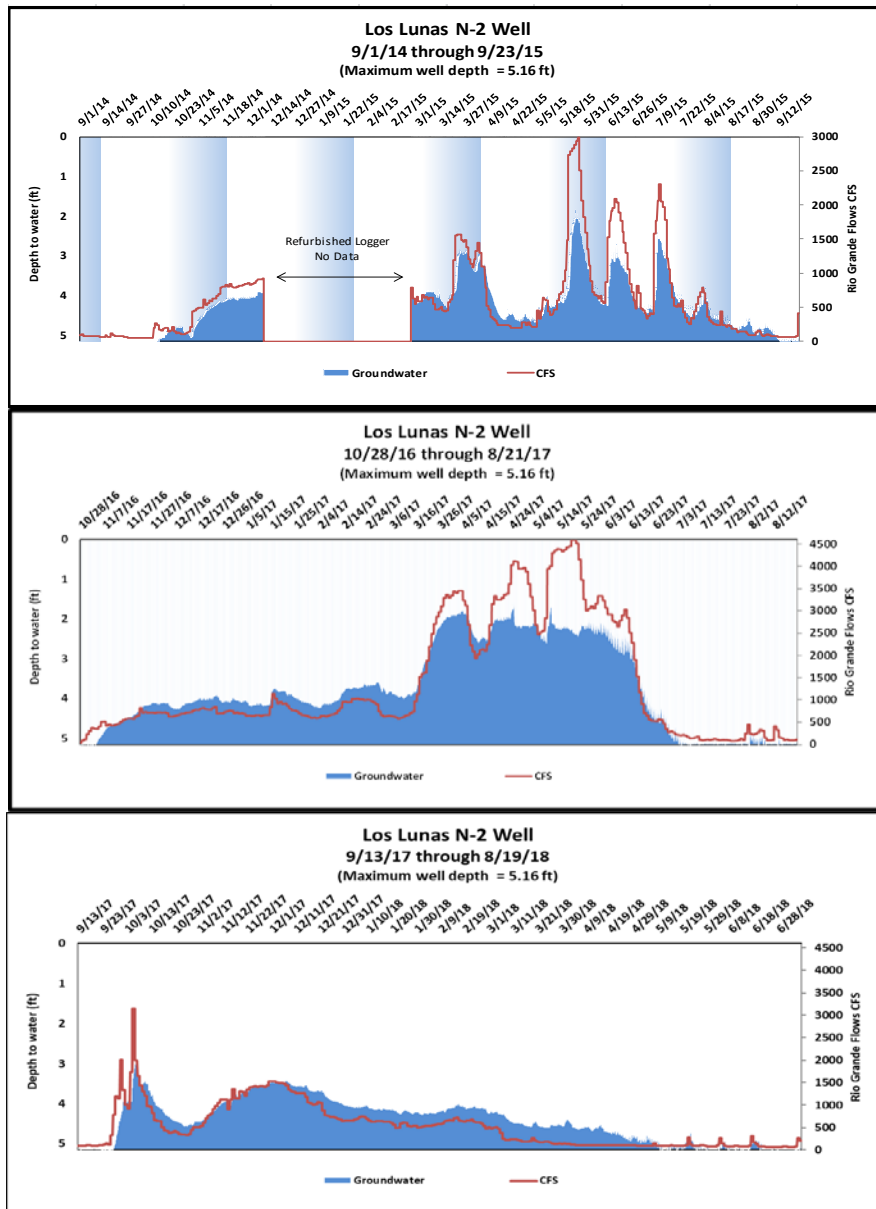 Los Lunas N-2 Well
9/1/14 through 9/23/15
(Maximum well depth = 5.16 ft)
9/1/14 9/14/14 9/27/14 10/10/14 10/23/14 11/5/14 11/18/14 12/1/14 12/14/14 12/27/14 1/9/15 1/22/15 2/4/15 2/17/15 3/1/15 3/14/15 3/27/15 4/9/15 4/22/15 5/5/15 5/18/15 5/31/15 6/13/15 6/26/15 7/9/15 7/22/15 8/4/15 8/17/15 8/30/15 9/12/15
Depth to water (ft)
0
1
2
3
4
5
Refurbished Logger
No Data
3000
2500
2000
1500
1000
500
0
Rio Grande Flows CFS
Groundwater CFS
Los Lunas N-2 Well
10/28/16 through 8/21/17
(Maximum well depth = 5.16 ft)
10/28/16 11/7/16 11/17/16 11/27/16 12/7/16 12/17/16 12/26/16 1/5/17 1/15/17 1/25/17 2/4/17 2/14/17 2/24/17 3/6/17 3/16/17 3/26/17 4/5/17 4/15/17 4/24/17 5/4/17 5/14/17 5/24/17 6/3/17 6/13/17 6/23/17 7/3/17 7/13/17 7/23/17 8/2/17 8/12/17
Depth to water (ft)
0
1
2
3
4
5
4500
4000
3500
3000
2500
2000
1500
1000
500
0
Rio Grande Flows CFS
Groundwater CFS
Los Lunas N-2 Well
9/13/17 through 8/19/18
(Maximum well depth = 5.16 ft)
9/13/17 9/23/17 10/3/17 10/13/17 10/23/17 11/2/17 11/12/17 11/22/17 12/1/17 12/11/17 12/21/17 12/31/17 1/10/18 1/20/18 1/30/18 2/9/18 2/19/18 3/1/18 3/11/18 3/21/18 3/30/18 4/9/18 4/19/18 4/29/18 5/9/18 5/19/18 5/29/18 6/8/18 6/18/18 6/28/18
Depth to water (ft)
0
1
2
3
4
5
4500
4000
3500
3000
2500
2000
1500
1000
500
0
Rio Grande Flows CFS
Groundwater CFS